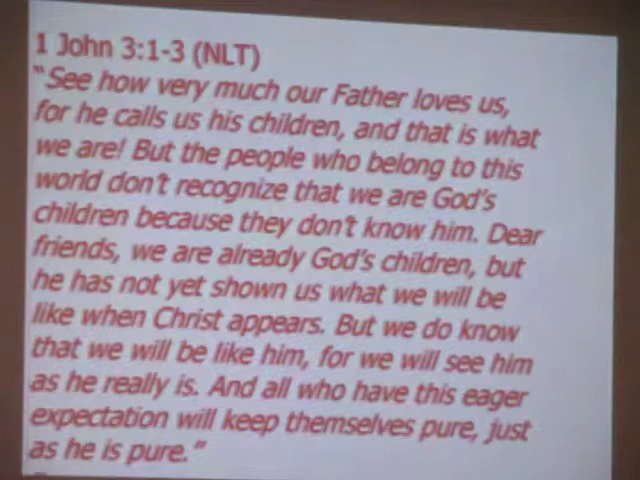 1 John 3:1-3 (NLT)
"See how very much our Father loves us,
for he calls us his children, and that is what
we are! But the people who belong to this
world don't recognize that we are God's
children because they don't know him. Dear
friends, we are already God's children, but
he has not yet shown us what we will be
like when Christ appears. But we do know
that we will be like him, for we will see him
as he really is. And all who have this eager
expectation will keep themselves pure, just
as he is pure."